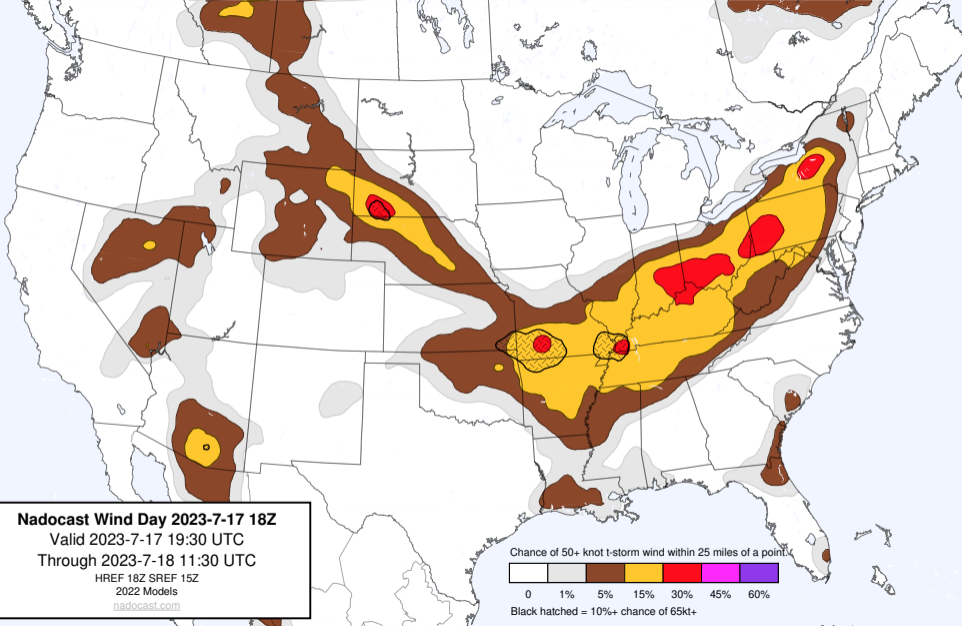 Nadocast Wind Day 2023-7-17 18Z
Valid 2023-7-17 19:30 UTC
Through 2023-7-18 11:30 UTC
HREF 18Z SREF 15Z
2022 Models
nadocast.com
Chance of 50+ knot t-storm wind within 25 miles of a point.
0 1% 5% 15% 30% 45% 60%
Black hatched = 10%+ chance of 65kt+